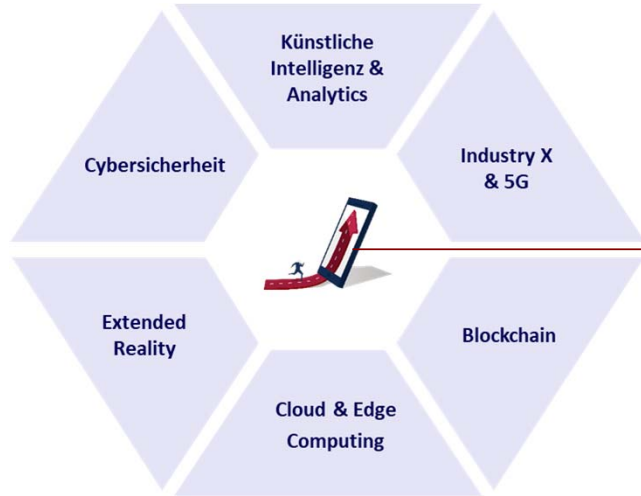 Künstliche
Intelligenz &
Analytics
Cybersicherheit
Industry X
& 5G
Extended
Reality
Blockchain
Cloud & Edge
Computing